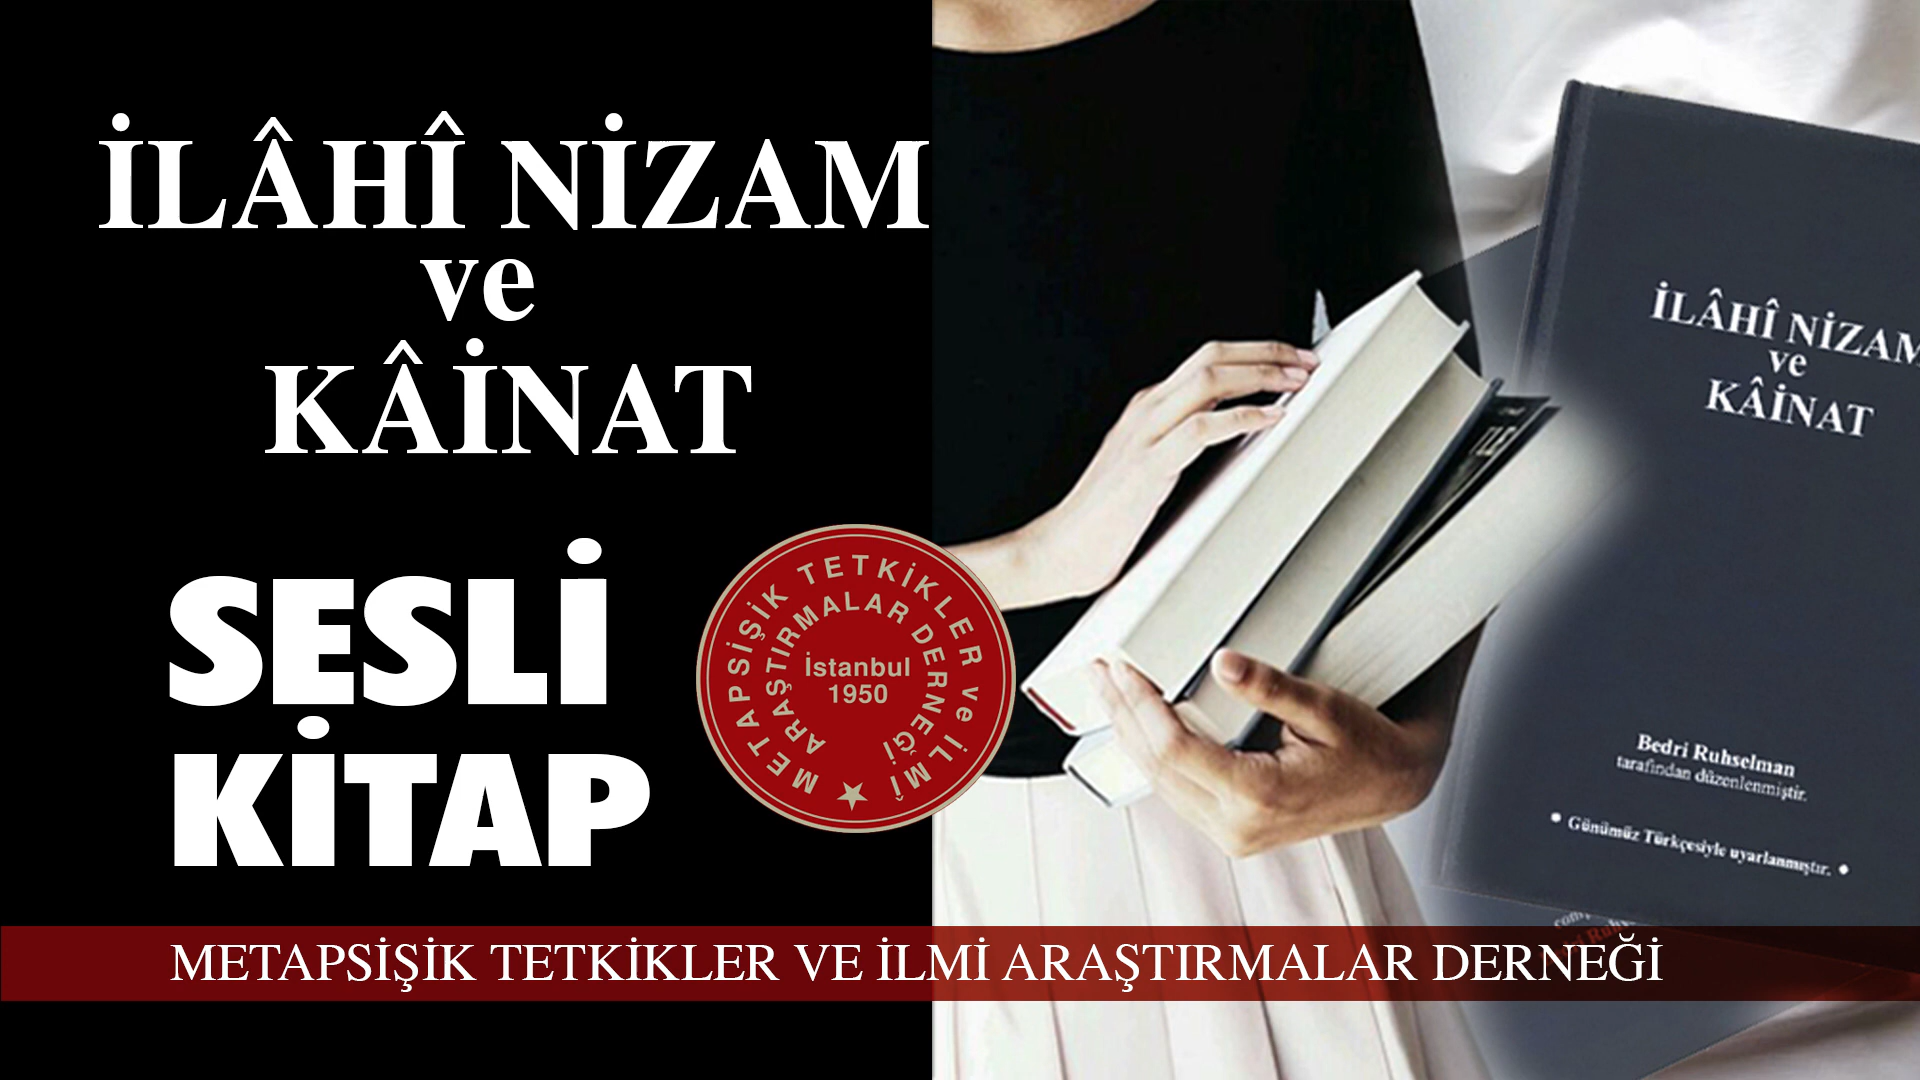 İLÂHÎ NİZAM
ve
KÂİNAT
SESLİ
KİTAP
METAPSİŞİK TETKİKLER ve İLMÎ
ARAŞTIRMALAR DERNEĞİ
İstanbul
1950
İLÂHÎ NİZAM
ve
KÂİNAT
Bedri Ruhselman
tarafından düzenlenmiştir.
• Günümüz Türkçesiyle uyarlanmıştır. •
METAPSİŞİK TETKİKLER VE İLMİ ARAŞTIRMALAR DERNEĞİ